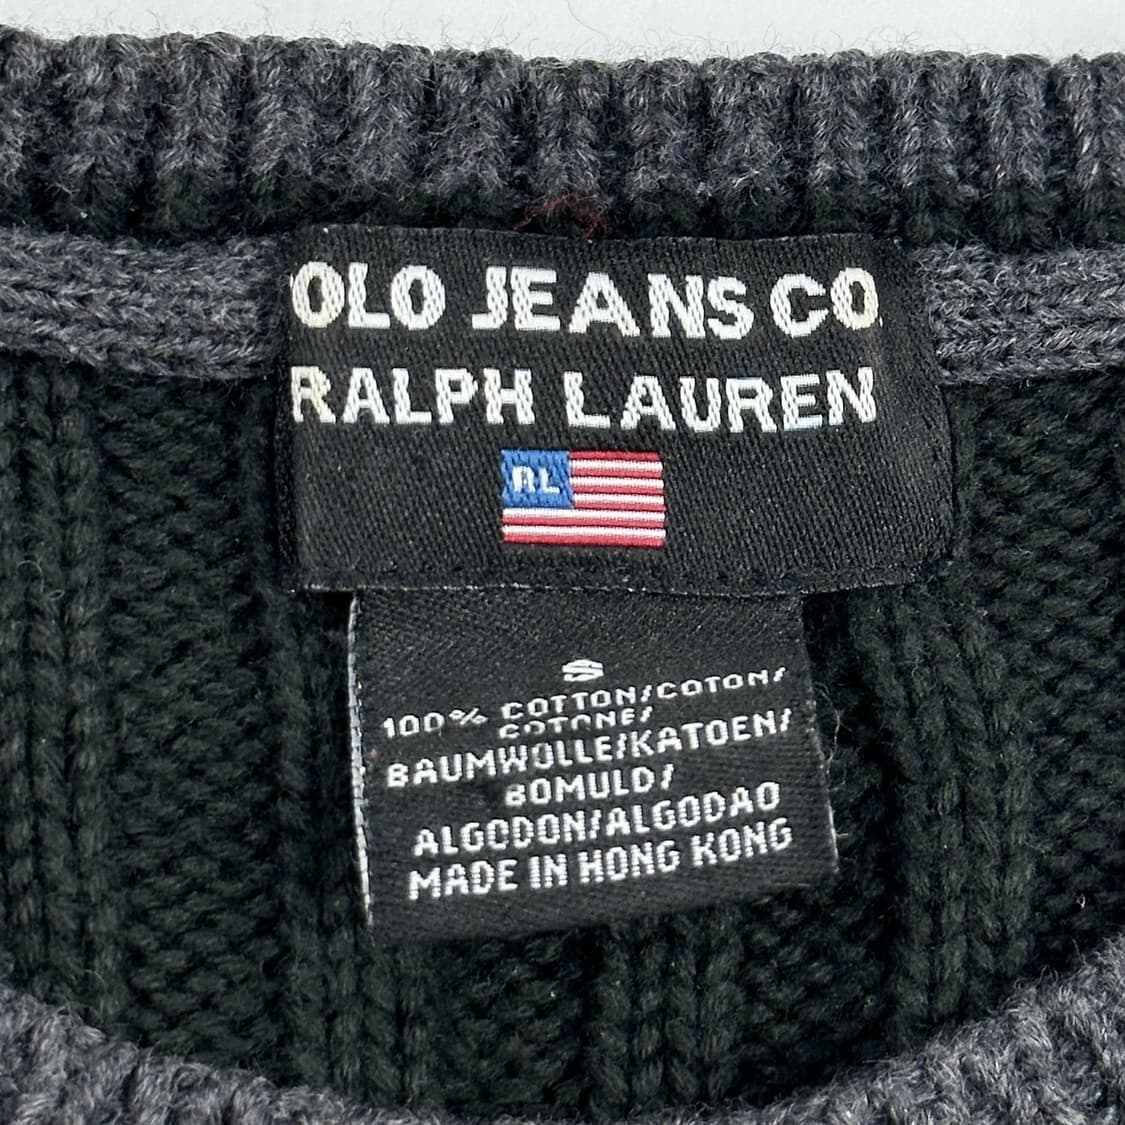 OLO JEANS CO
RALPH LAUREN
RL
S
100% COTTON/COTON/
COTONE/
BAUMWOLLE/KATOEN/
BOMULD/
ALGODON/ALGODAO
MADE IN HONG KONG